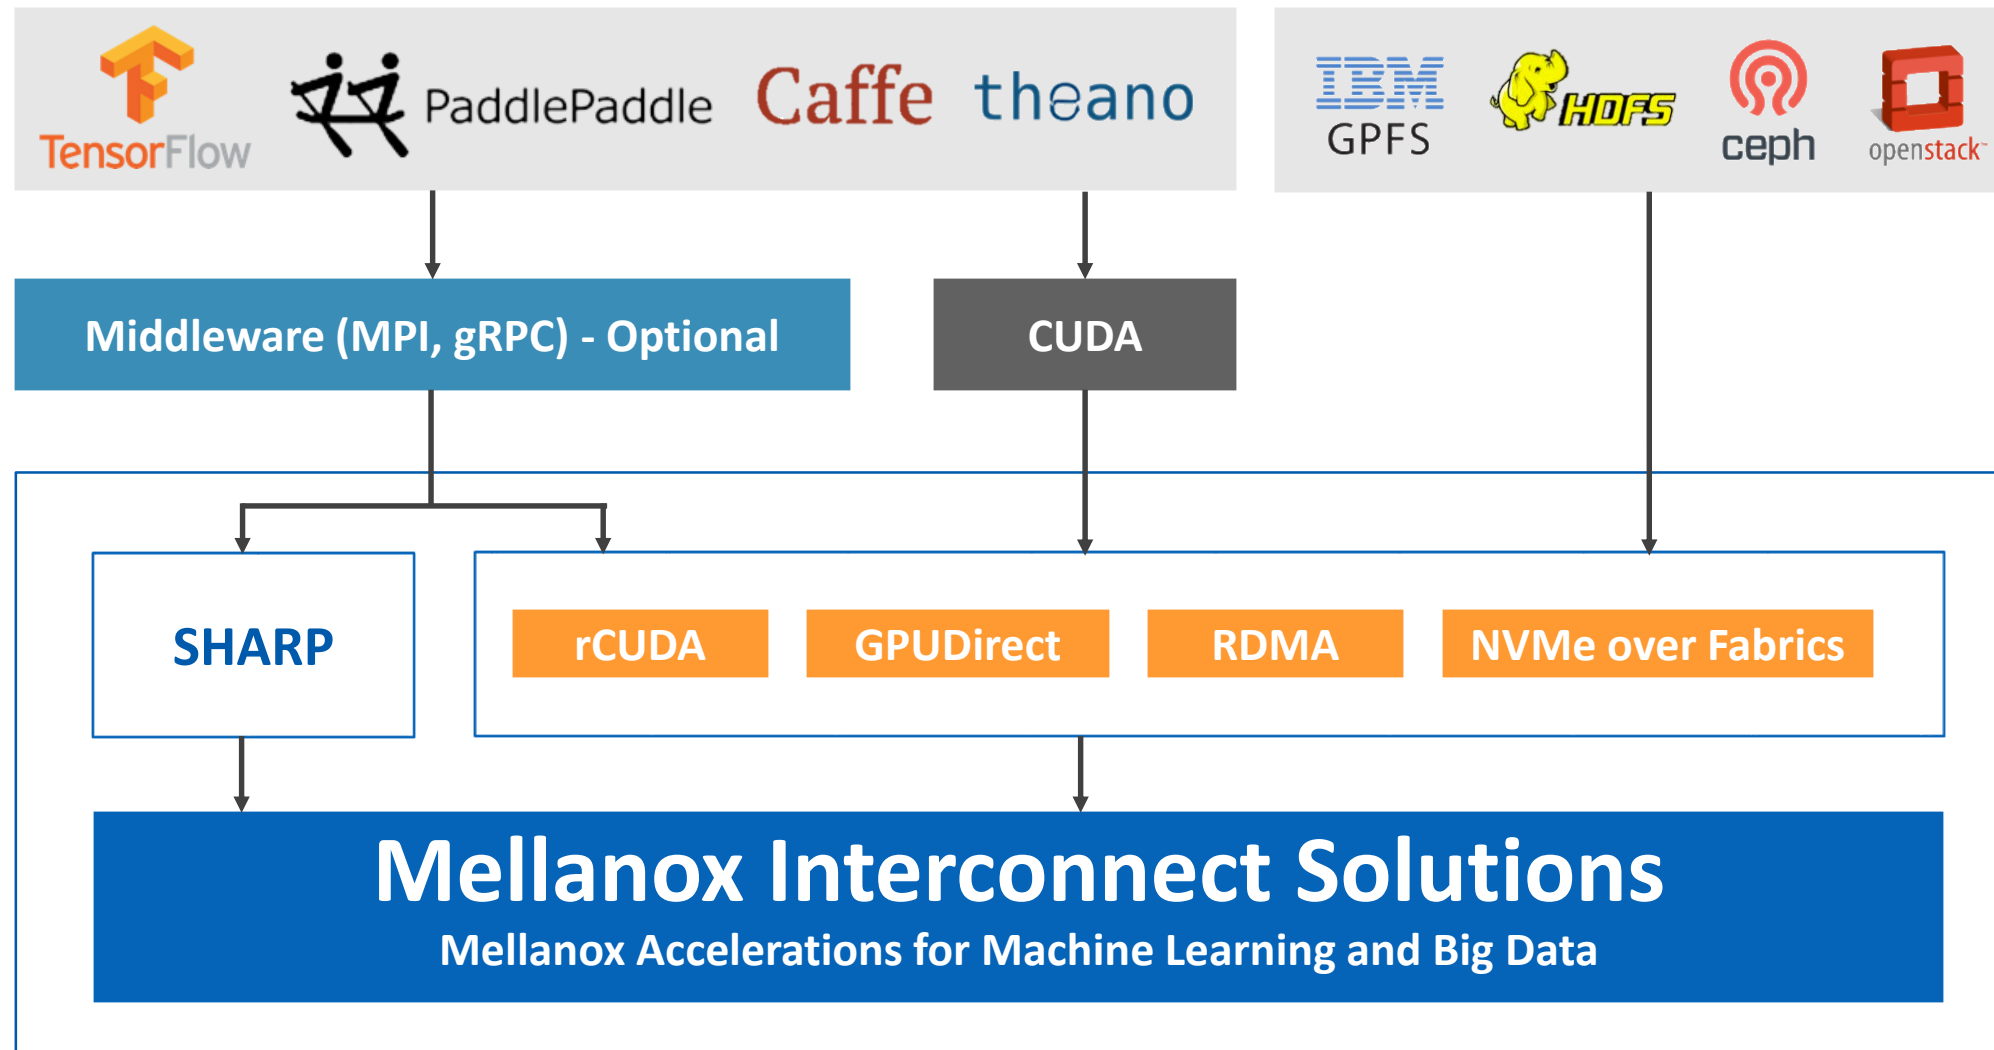 TensorFlow
PaddlePaddle
Caffe
theano
IBM
GPFS
HDFS
ceph
openstack™
Middleware (MPI, gRPC) - Optional
CUDA
SHARP
rCUDA
GPUDirect
RDMA
NVMe over Fabrics
Mellanox Interconnect Solutions
Mellanox Accelerations for Machine Learning and Big Data